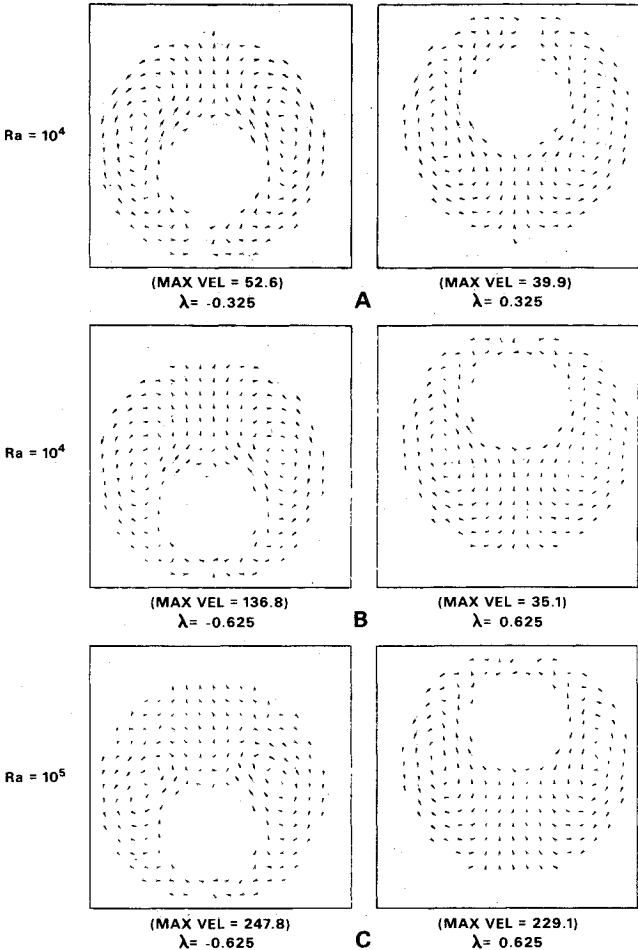 Ra = 10⁴
(MAX VEL = 52.6)
λ= -0.325
A
(MAX VEL = 39.9)
λ= 0.325
Ra = 10⁴
(MAX VEL = 136.8)
λ= -0.625
B
(MAX VEL = 35.1)
λ= 0.625
Ra = 10⁵
(MAX VEL = 247.8)
λ= -0.625
C
(MAX VEL = 229.1)
λ= 0.625